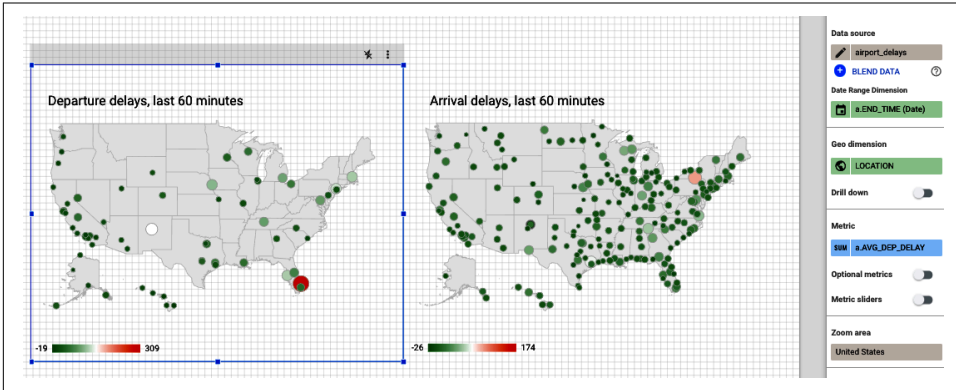 Departure delays, last 60 minutes
-19
309
Arrival delays, last 60 minutes
-26
174
Data source
airport_delays
BLEND DATA
Date Range Dimension
a.END_TIME (Date)
Geo dimension
LOCATION
Drill down
Metric
SUM a.AVG_DEP_DELAY
Optional metrics
Metric sliders
Zoom area
United States